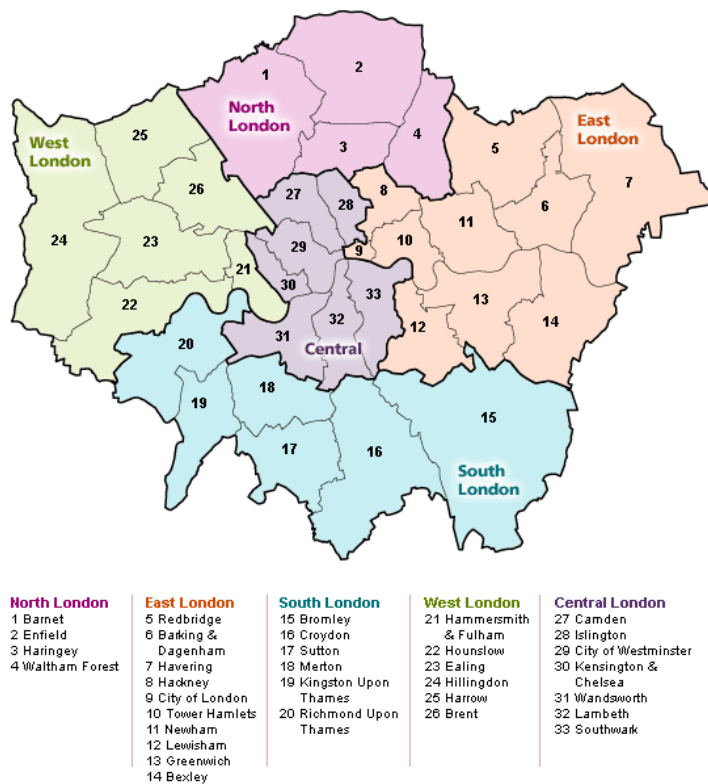 1
2
North
London
25
3
4
5
East
London
West
London
26
27
8
28
6
7
24
23
29
9
10
11
21
30
33
13
22
32
12
14
31
20
Central
18
19
15
17
16
South
London
North London
1 Barnet
2 Enfield
3 Haringey
4 Waltham Forest
East London
5 Redbridge
6 Barking &
Dagenham
7 Havering
8 Hackney
9 City of London
10 Tower Hamlets
11 Newham
12 Lewisham
13 Greenwich
14 Bexley
South London
15 Bromley
16 Croydon
17 Sutton
18 Merton
19 Kingston Upon
Thames
20 Richmond Upon
Thames
West London
21 Hammersmith
& Fulham
22 Hounslow
23 Ealing
24 Hillingdon
25 Harrow
26 Brent
Central London
27 Camden
28 Islington
29 City of Westminster
30 Kensington &
Chelsea
31 Wandsworth
32 Lambeth
33 Southwark